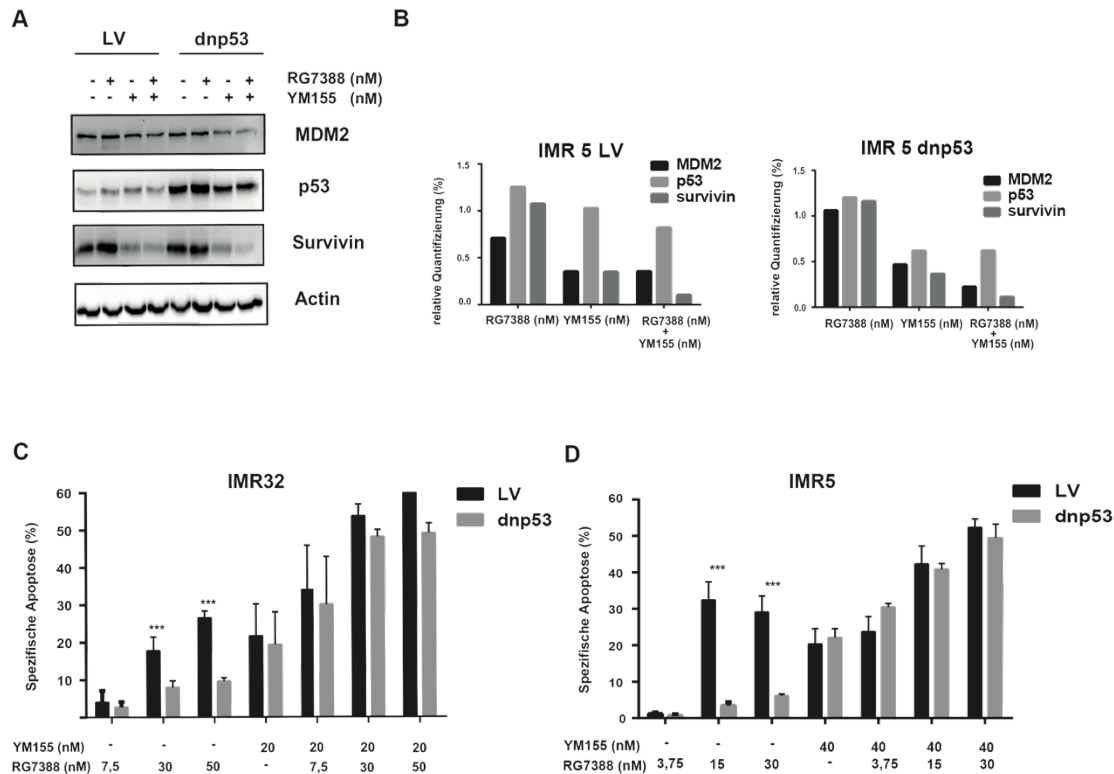 A
LV dnp53
- + - + - + - + RG7388 (nM)
- - + + - - + + YM155 (nM)
MDM2
p53
Survivin
Actin
B
IMR 5 LV
MDM2
p53
survivin
relative Quantifizierung (%)
1.5
1.0
0.5
0.0
RG7388 (nM) YM155 (nM) RG7388 (nM)
+
YM155 (nM)
IMR 5 dnp53
MDM2
p53
survivin
relative Quantifizierung (%)
1.5
1.0
0.5
0.0
RG7388 (nM) YM155 (nM) RG7388 (nM)
+
YM155 (nM)
C
IMR32
LV
dnp53
Spezifische Apoptose (%)
60
50
40
30
20
10
*** ***
YM155 (nM) - - - 20 20 20 20
RG7388 (nM) 7,5 30 50 - 7,5 30 50
D
IMR5
LV
dnp53
Spezifische Apoptose (%)
60
50
40
30
20
10
0
*** ***
YM155 (nM) - - - 40 40 40 40
RG7388 (nM) 3,75 15 30 - 3,75 15 30